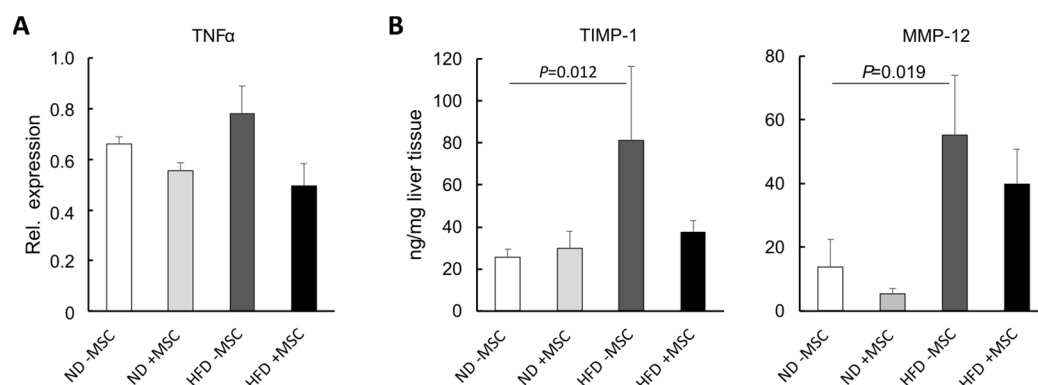 A
TNFα
Rel. expression
1.0
0.8
0.6
0.4
0.2
0
ND -MSC
ND +MSC
HFD -MSC
HFD +MSC
B
TIMP-1
P=0.012
ng/mg liver tissue
120
100
80
60
40
20
0
ND -MSC
ND +MSC
HFD -MSC
HFD +MSC
MMP-12
P=0.019
80
60
40
20
0
ND -MSC
ND +MSC
HFD -MSC
HFD +MSC